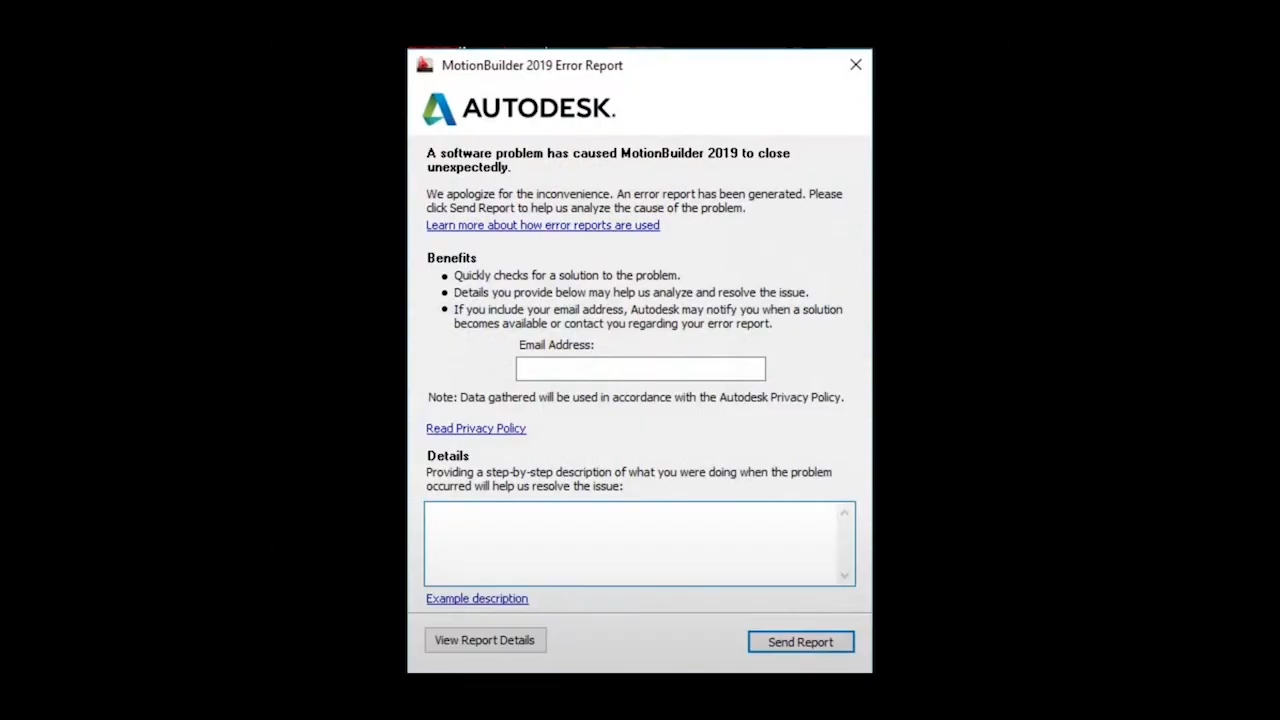 MotionBuilder 2019 Error Report
AUTODESK.
A software problem has caused MotionBuilder 2019 to close
unexpectedly.
We apologize for the inconvenience. An error report has been generated. Please
click Send Report to help us analyze the cause of the problem.
Learn more about how error reports are used
Benefits
• Quickly checks for a solution to the problem.
• Details you provide below may help us analyze and resolve the issue.
• If you include your email address, Autodesk may notify you when a solution
becomes available or contact you regarding your error report.
Email Address:
Note: Data gathered will be used in accordance with the Autodesk Privacy Policy.
Read Privacy Policy
Details
Providing a step-by-step description of what you were doing when the problem
occurred will help us resolve the issue:
Example description
View Report Details
Send Report